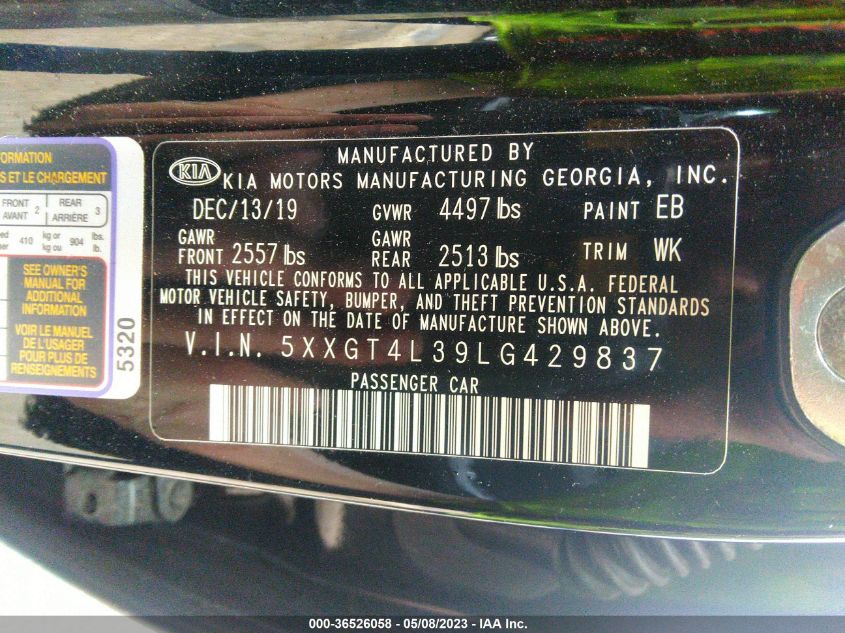 FORMATION
S ET LE CHARGEMENT
FRONT AVANT 2 REAR ARRIÈRE 3
410 kg or kg ou 904 lbs. lb.
SEE OWNER'S
MANUAL FOR
ADDITIONAL
INFORMATION
VOIR LE MANUEL
DE L'USAGER
POUR PLUS DE
RENSEIGNEMENTS
5320
MANUFACTURED BY
KIA KIA MOTORS MANUFACTURING GEORGIA, INC.
DEC/13/19 GVWR 4497 lbs PAINT EB
GAWR FRONT 2557 lbs GAWR REAR 2513 lbs TRIM WK
THIS VEHICLE CONFORMS TO ALL APPLICABLE U.S.A. FEDERAL
MOTOR VEHICLE SAFETY, BUMPER, AND THEFT PREVENTION STANDARDS
IN EFFECT ON THE DATE OF MANUFACTURE SHOWN ABOVE.
V.I.N. 5XXGT4L39LG429837
PASSENGER CAR
000-36526058 - 05/08/2023 - IAA Inc.